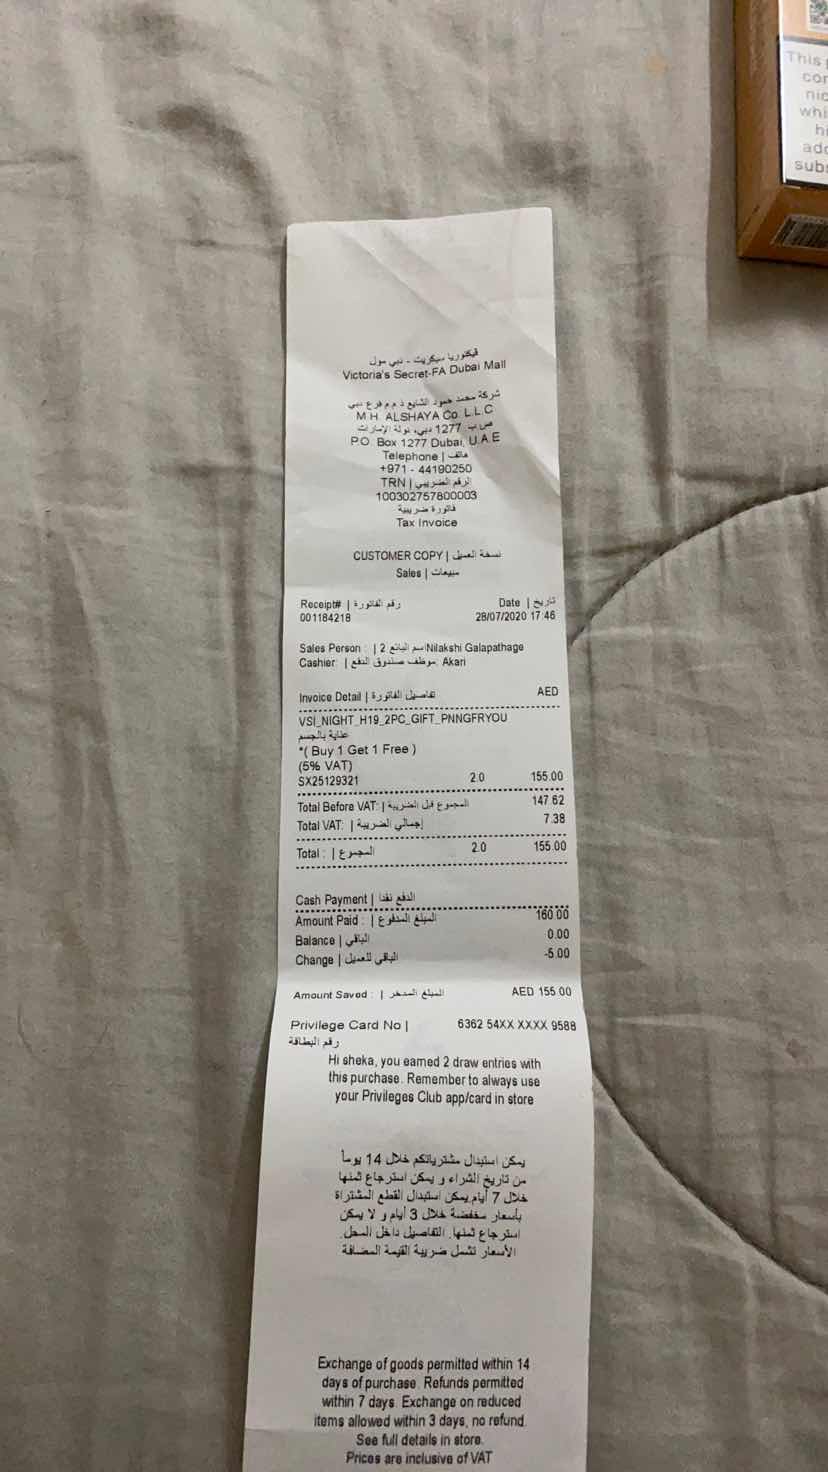 فيكتوريا سيكريت - دبي مول
Victoria's Secret-FA Dubai Mall
شركة محمد حمود الشايع ذ م م فرع دبي
M.H. ALSHAYA Co. L.L.C
ص ب 1277 دبي، دولة الإمارات
P.O. Box 1277 Dubai, U.A.E
Telephone | هاتف
+971 - 44190250
TRN | الرقم الضريبي
100302757800003
فاتورة ضريبية
Tax Invoice
CUSTOMER COPY | نسخة العميل
Sales | مبيعات
Receipt# | رقم الفاتورة Date | تاريخ
001184218 28/07/2020 17:46
Sales Person : | اسم البائع 2 Nilakshi Galapathage
Cashier: | موظف صندوق الدفع: Akari
Invoice Detail | تفاصيل الفاتورة AED
VSI_NIGHT_H19_2PC_GIFT_PNNGFRYOU
عناية بالجسم
*( Buy 1 Get 1 Free )
(5% VAT)
SX25129321 2.0 155.00
Total Before VAT: | المجموع قبل الضريبة 147.62
Total VAT: | إجمالي الضريبة 7.38
Total : | المجموع 2.0 155.00
Cash Payment | الدفع نقدا
Amount Paid : | المبلغ المدفوع 160.00
Balance | الباقي 0.00
Change | الباقي للعميل -5.00
Amount Saved : | المبلغ المدخر AED 155.00
Privilege Card No | 6362 54XX XXXX 9588
رقم البطاقة
Hi sheka, you earned 2 draw entries with
this purchase. Remember to always use
your Privileges Club app/card in store
يمكن استبدال مشترياتكم خلال 14 يوماً
من تاريخ الشراء و يمكن استرجاع ثمنها
خلال 7 أيام.يمكن استبدال القطع المشتراة
بأسعار مخفضة خلال 3 أيام و لا يمكن
استرجاع ثمنها. التفاصيل داخل المحل.
الأسعار تشمل ضريبة القيمة المضافة
Exchange of goods permitted within 14
days of purchase. Refunds permitted
within 7 days. Exchange on reduced
items allowed within 3 days, no refund.
See full details in store.
Prices are inclusive of VAT
This